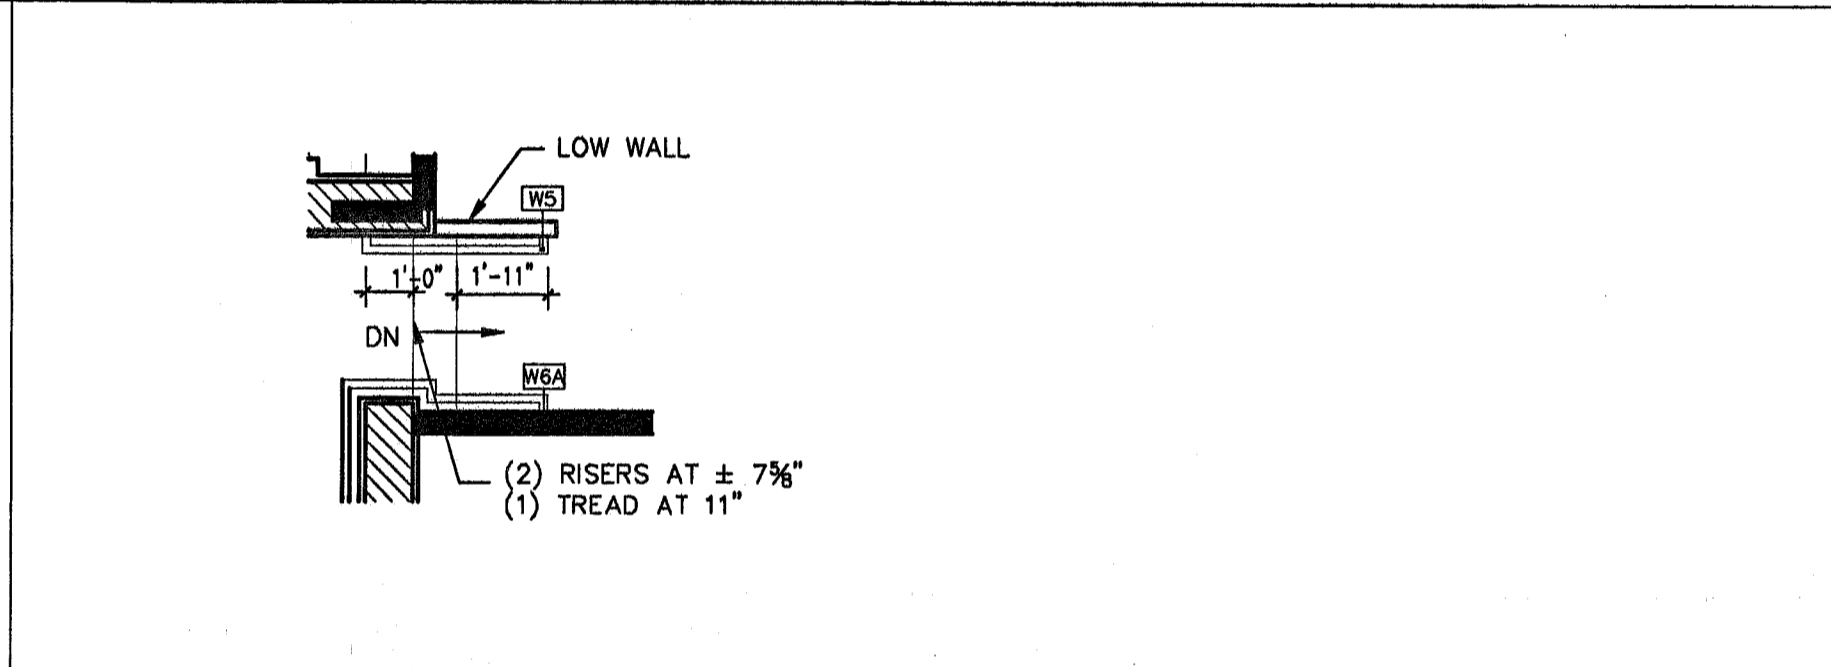 LOW WALL
W5
1'-0" 1'-11"
DN
W6A
(2) RISERS AT ± 7⅝"
(1) TREAD AT 11"